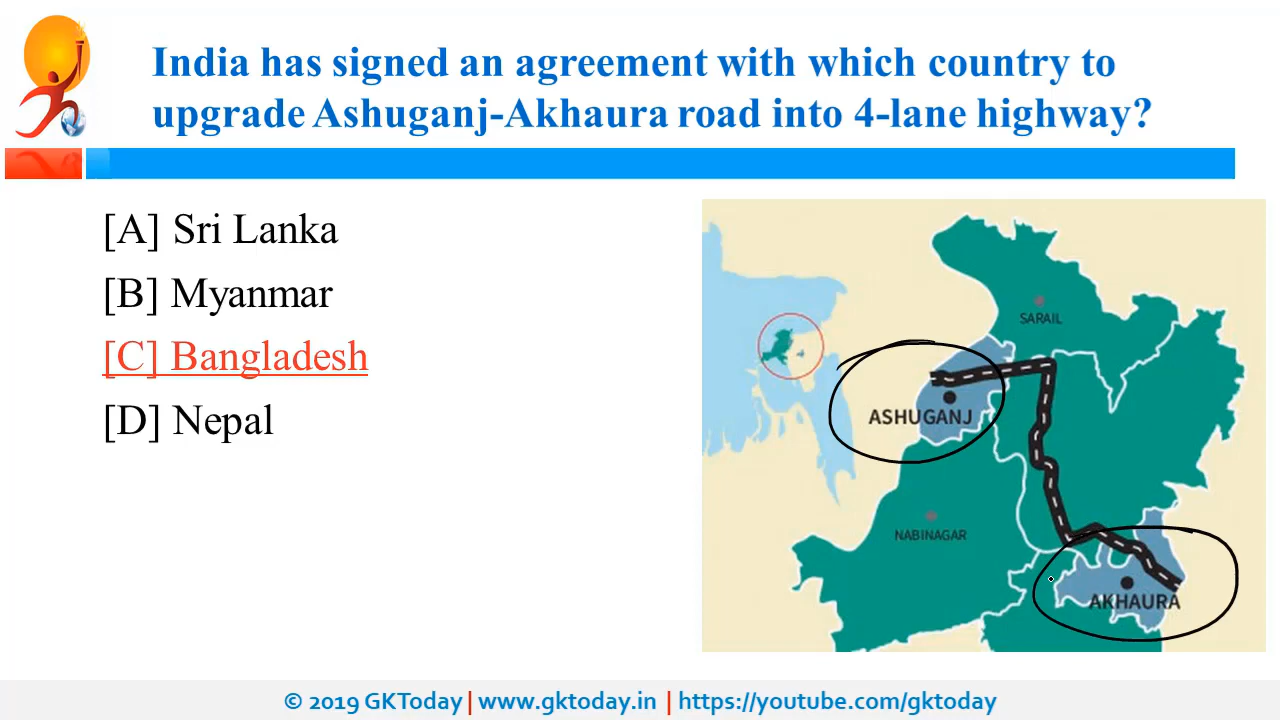 India has signed an agreement with which country to
upgrade Ashuganj-Akhaura road into 4-lane highway?
[A] Sri Lanka
[B] Myanmar
[C] Bangladesh
[D] Nepal
SARAIL
ASHUGANJ
NABINAGAR
AKHAURA
© 2019 GKToday | www.gktoday.in | https://youtube.com/gktoday